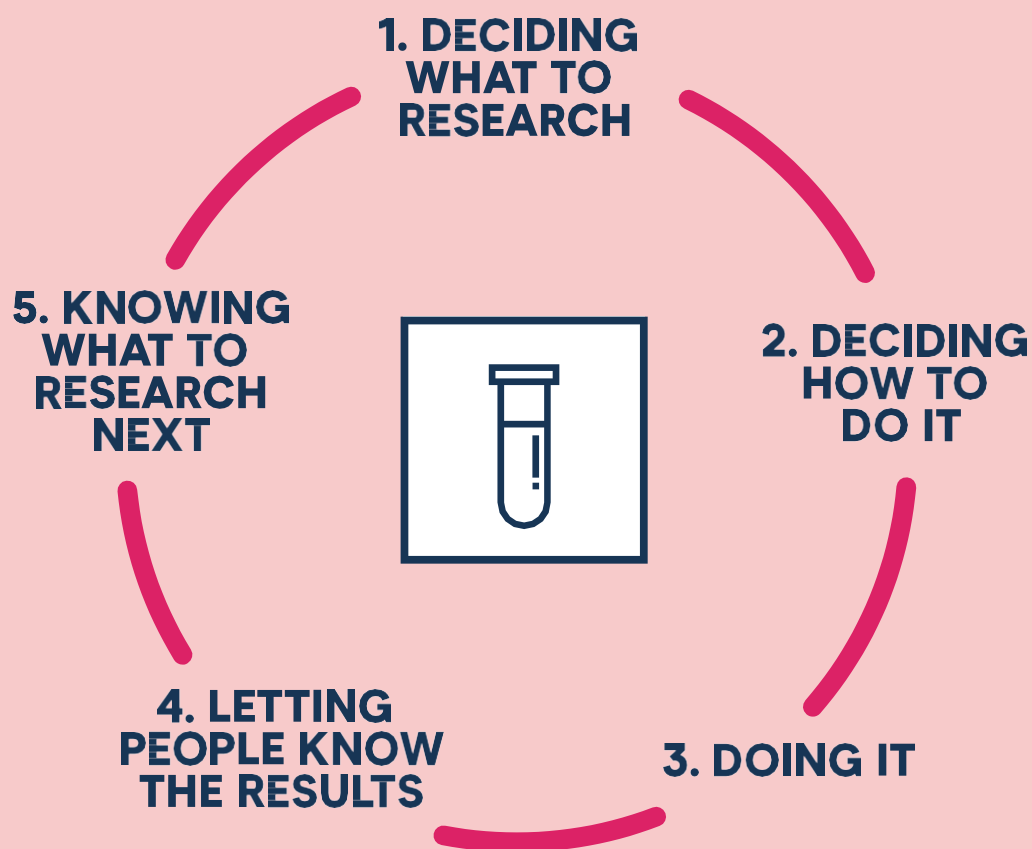 1. DECIDING
WHAT TO
RESEARCH
2. DECIDING
HOW TO
DO IT
3. DOING IT
4. LETTING
PEOPLE KNOW
THE RESULTS
5. KNOWING
WHAT TO
RESEARCH
NEXT